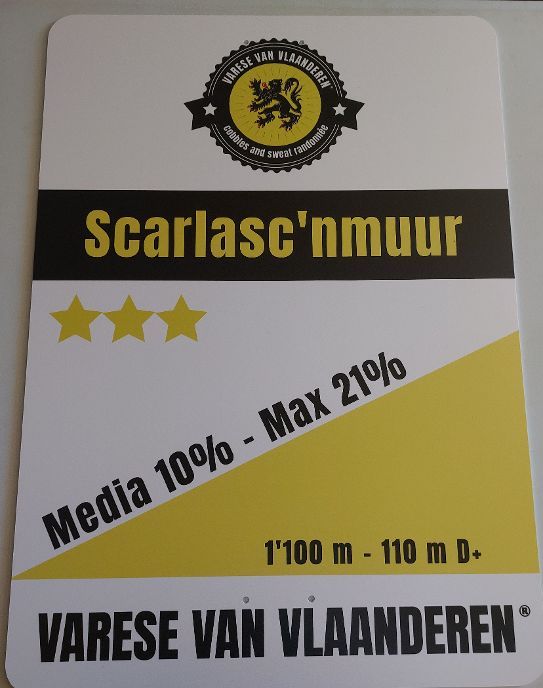 VARESE VAN VLAANDEREN
cobbles and sweat randonnée
Scarlasc'nmuur
Media 10% - Max 21%
1'100 m - 110 m D+
VARESE VAN VLAANDEREN®